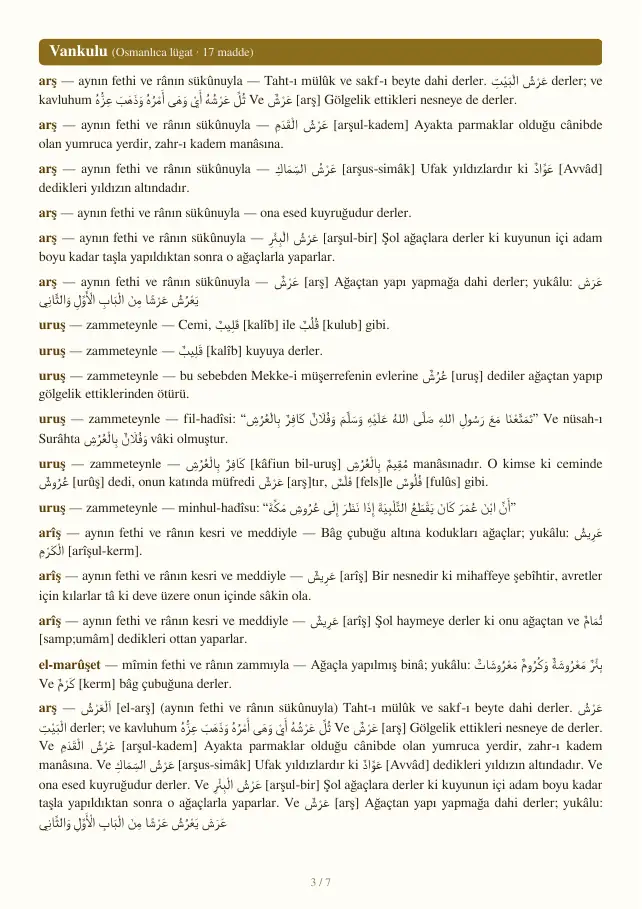 Vankulu (Osmanlıca lügat · 17 madde)
arş — aynın fethi ve rânın sükûnuyla — Taht-ı mülûk ve sakf-ı beyte dahi derler. عَرْشُ الْبَيْتِ derler; ve
kavluhum ثُلَّ عَرْشُهُ أَيْ وَهَى أَمْرُهُ وَذَهَبَ عِزُّهُ Ve عَرْشٌ [arş] Gölgelik ettikleri nesneye de derler.
arş — aynın fethi ve rânın sükûnuyla — عَرْشُ الْقَدَمِ [arşul-kadem] Ayakta parmaklar olduğu cânibde
olan yumruca yerdir, zahr-ı kadem manâsına.
arş — aynın fethi ve rânın sükûnuyla — عَرْشُ السِّمَاكِ [arşus-simâk] Ufak yıldızlardır ki عَوَّادٌ [Avvâd]
dedikleri yıldızın altındadır.
arş — aynın fethi ve rânın sükûnuyla — ona esed kuyruğudur derler.
arş — aynın fethi ve rânın sükûnuyla — عَرْشُ الْبِئْرِ [arşul-bir] Şol ağaçlara derler ki kuyunun içi adam
boyu kadar taşla yapıldıktan sonra o ağaçlarla yaparlar.
arş — aynın fethi ve rânın sükûnuyla — عَرْشٌ [arş] Ağaçtan yapı yapmağa dahi derler; yukâlu: عَرَشَ
يَعْرُشُ عَرْشًا مِنَ الْبَابِ الْأَوَّلِ وَالثَّانِي
uruş — zammeteynle — Cemi, قَلِيبٌ [kalîb] ile قُلُبٌ [kulub] gibi.
uruş — zammeteynle — قَلِيبٌ [kalîb] kuyuya derler.
uruş — zammeteynle — bu sebebden Mekke-i müşerrefenin evlerine عُرُشٌ [uruş] dediler ağaçtan yapıp
gölgelik ettiklerinden ötürü.
uruş — zammeteynle — fil-hadîsi: “تَمَتَّعْنَا مَعَ رَسُولِ اللهِ صَلَّى اللهُ عَلَيْهِ وَسَلَّمَ وَفُلَانٌ كَافِرٌ بِالْعُرُشِ” Ve nüsah-ı
Surâhta وَفُلَانٌ بِالْعُرُشِ vâki olmuştur.
uruş — zammeteynle — كَافِرٌ بِالْعُرُشِ [kâfiun bil-uruş] مُقِيمٌ بِالْعُرُشِ manâsınadır. O kimse ki ceminde
عُرُوشٌ [urûş] dedi, onun katında müfredi عَرْشٌ [arş]tır, فَلْسٌ [fels]le فُلُوسٌ [fulûs] gibi.
uruş — zammeteynle — minhul-hadîsu: “أَنَّ ابْنَ عُمَرَ كَانَ يَقْطَعُ التَّلْبِيَةَ إِذَا نَظَرَ إِلَى عُرُوشِ مَكَّةَ”
arîş — aynın fethi ve rânın kesri ve meddiyle — Bâg çubuğu altına kodukları ağaçlar; yukâlu: عَرِيشُ
الْكَرْمِ [arîşul-kerm].
arîş — aynın fethi ve rânın kesri ve meddiyle — عَرِيشٌ [arîş] Bir nesnedir ki mihaffeye şebîhtir, avretler
için kılarlar tâ ki deve üzere onun içinde sâkin ola.
arîş — aynın fethi ve rânın kesri ve meddiyle — عَرِيشٌ [arîş] Şol haymeye derler ki onu ağaçtan ve ثُمَامٌ
[samp;umâm] dedikleri ottan yaparlar.
el-marûşet — mîmin fethi ve rânın zammıyla — Ağaçla yapılmış binâ; yukâlu: بِئْرٌ مَعْرُوشَةٌ وَكُرُومٌ مَعْرُوشَاتٌ
Ve كَرْمٌ [kerm] bâg çubuğuna derler.
arş — اَلْعَرْشُ [el-arş] (aynın fethi ve rânın sükûnuyla) Taht-ı mülûk ve sakf-ı beyte dahi derler. عَرْشُ
الْبَيْتِ derler; ve kavluhum ثُلَّ عَرْشُهُ أَيْ وَهَى أَمْرُهُ وَذَهَبَ عِزُّهُ Ve عَرْشٌ [arş] Gölgelik ettikleri nesneye de derler.
Ve عَرْشُ الْقَدَمِ [arşul-kadem] Ayakta parmaklar olduğu cânibde olan yumruca yerdir, zahr-ı kadem
manâsına. Ve عَرْشُ السِّمَاكِ [arşus-simâk] Ufak yıldızlardır ki عَوَّادٌ [Avvâd] dedikleri yıldızın altındadır. Ve
ona esed kuyruğudur derler. Ve عَرْشُ الْبِئْرِ [arşul-bir] Şol ağaçlara derler ki kuyunun içi adam boyu kadar
taşla yapıldıktan sonra o ağaçlarla yaparlar. Ve عَرْشٌ [arş] Ağaçtan yapı yapmağa dahi derler; yukâlu:
عَرَشَ يَعْرُشُ عَرْشًا مِنَ الْبَابِ الْأَوَّلِ وَالثَّانِي
3 / 7